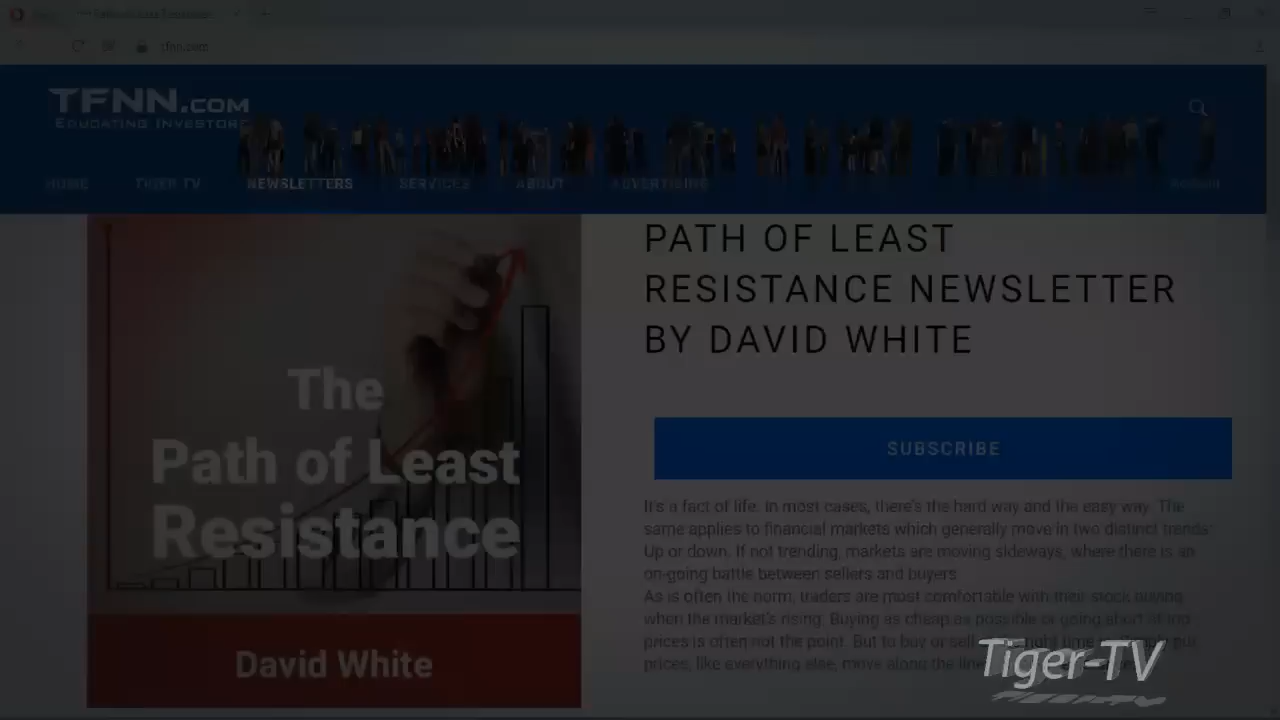 tfnn.com
TFNN.COM
EDUCATING INVESTORS
HOME TIGER TV NEWSLETTERS SERVICES ABOUT ADVERTISING
PATH OF LEAST
RESISTANCE NEWSLETTER
BY DAVID WHITE
The
Path of Least
Resistance
David White
SUBSCRIBE
It's a fact of life. In most cases, there's the hard way and the easy way. The
same applies to financial markets which generally move in two distinct trends:
Up or down. If not trending, markets are moving sideways, where there is an
on-going battle between sellers and buyers.
As is often the norm, traders are most comfortable with their stock buying
when the market's rising. Buying as cheap as possible or going short at top
prices is often not the point. But to buy or sell
prices, like everything else, move along the line
Tiger-TV